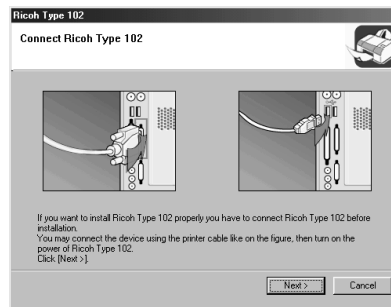 Ricoh Type 102
Connect Ricoh Type 102
If you want to install Ricoh Type 102 properly you have to connect Ricoh Type 102 before
installation.
You may connect the device using the printer cable like on the figure, then turn on the
power of Ricoh Type 102.
Click [Next >].
Next >
Cancel